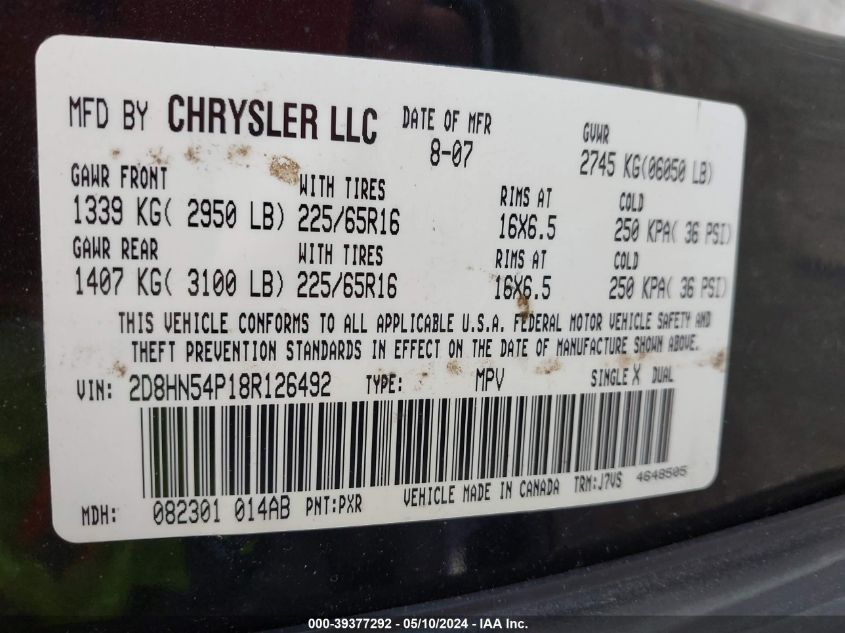 MFD BY CHRYSLER LLC DATE OF MFR GVWR
8-07 2745 KG(06050 LB)
GAWR FRONT WITH TIRES RIMS AT COLD
1339 KG( 2950 LB) 225/65R16 16X6.5 250 KPA( 36 PSI)
GAWR REAR WITH TIRES RIMS AT COLD
1407 KG( 3100 LB) 225/65R16 16X6.5 250 KPA( 36 PSI)
THIS VEHICLE CONFORMS TO ALL APPLICABLE U.S.A. FEDERAL MOTOR VEHICLE SAFETY AND
THEFT PREVENTION STANDARDS IN EFFECT ON THE DATE OF MANUFACTURE SHOWN ABOVE.
VIN: 2D8HN54P18R126492 TYPE: MPV SINGLE X DUAL
MDH: 082301 014AB PNT:PXR VEHICLE MADE IN CANADA TRM:J7VS 4648505
000-39377292 - 05/10/2024 - IAAI.COM